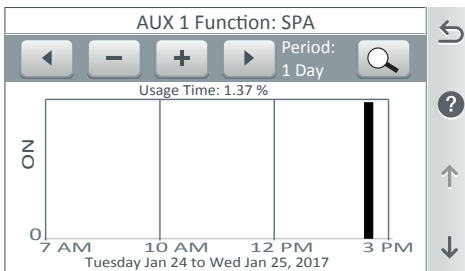 AUX 1 Function: SPA
Period:
1 Day
Usage Time: 1.37 %
ON
0
7 AM 10 AM 12 PM 3 PM
Tuesday Jan 24 to Wed Jan 25, 2017